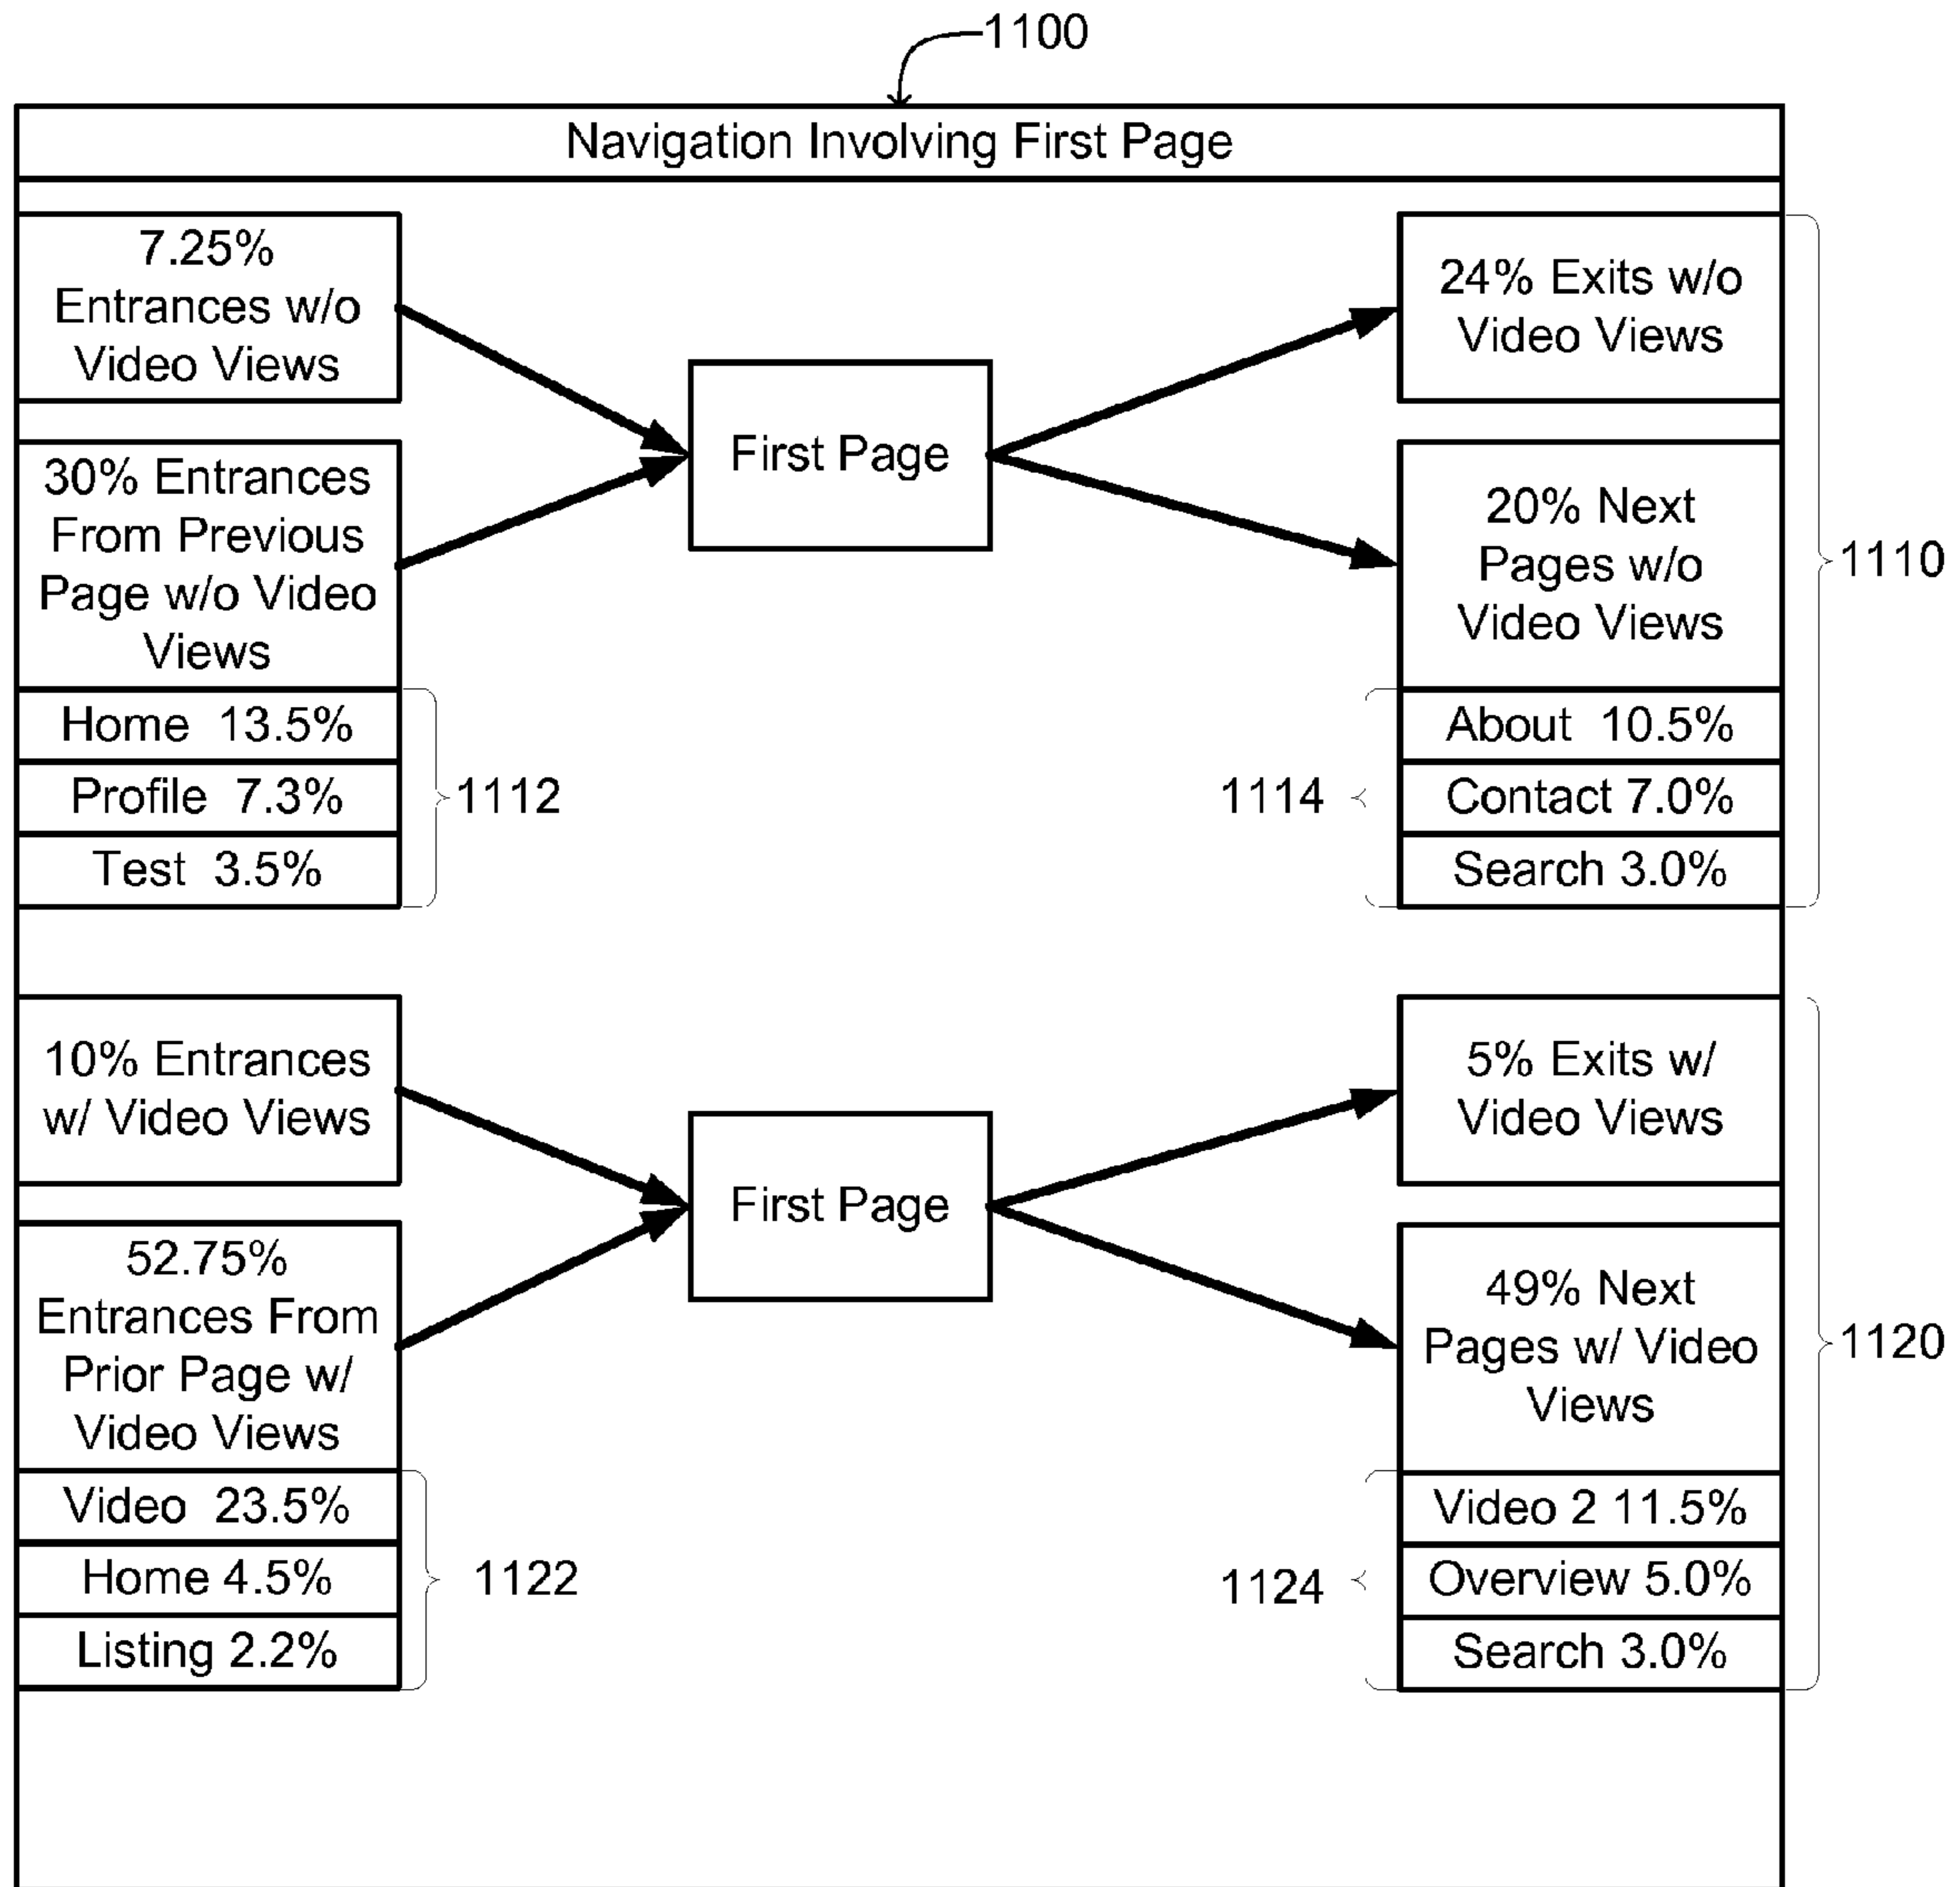 1100
Navigation Involving First Page
7.25%
Entrances w/o
Video Views
30% Entrances
From Previous
Page w/o Video
Views
Home 13.5%
Profile 7.3%
Test 3.5%
1112
First Page
24% Exits w/o
Video Views
20% Next
Pages w/o
Video Views
1114
About 10.5%
Contact 7.0%
Search 3.0%
1110
10% Entrances
w/ Video Views
52.75%
Entrances From
Prior Page w/
Video Views
Video 23.5%
Home 4.5%
Listing 2.2%
1122
First Page
5% Exits w/
Video Views
49% Next
Pages w/ Video
Views
1124
Video 2 11.5%
Overview 5.0%
Search 3.0%
1120